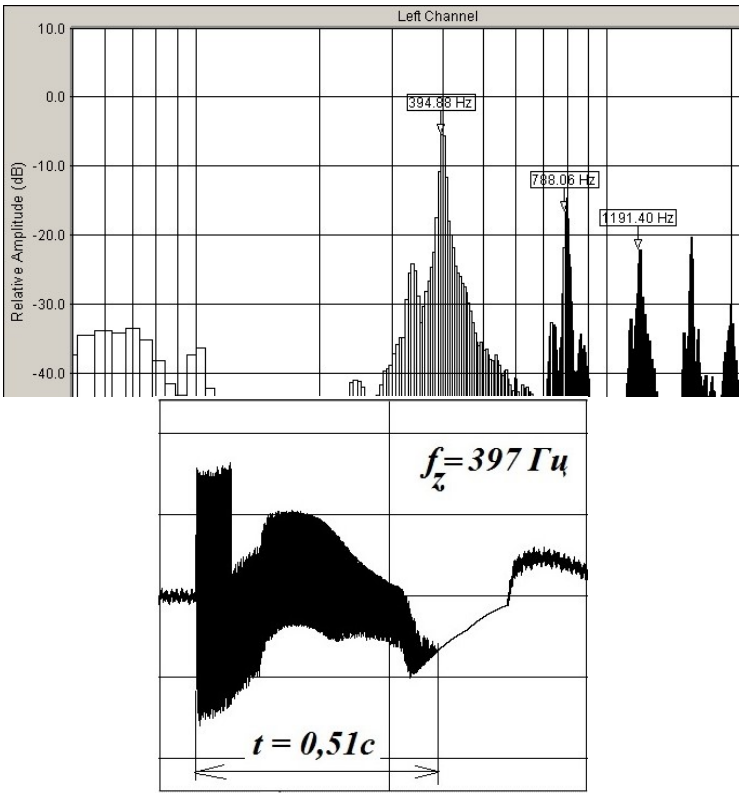 Left Channel
10.0
0.0
-10.0
-20.0
-30.0
-40.0
Relative Amplitude (dB)
394.88 Hz
788.06 Hz
1191.40 Hz
fz= 397 Гц
t = 0,51c